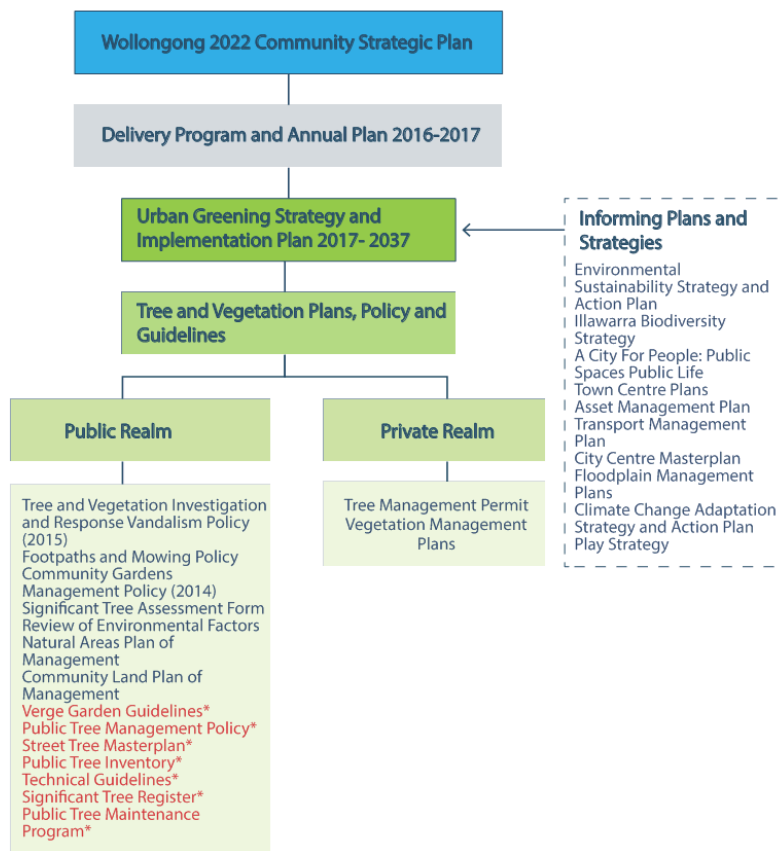 Wollongong 2022 Community Strategic Plan
Delivery Program and Annual Plan 2016-2017
Urban Greening Strategy and
Implementation Plan 2017- 2037
Tree and Vegetation Plans, Policy and
Guidelines
Public Realm
Tree and Vegetation Investigation
and Response Vandalism Policy
(2015)
Footpaths and Mowing Policy
Community Gardens
Management Policy (2014)
Significant Tree Assessment Form
Review of Environmental Factors
Natural Areas Plan of
Management
Community Land Plan of
Management
Verge Garden Guidelines*
Public Tree Management Policy*
Street Tree Masterplan*
Public Tree Inventory*
Technical Guidelines*
Significant Tree Register*
Public Tree Maintenance
Program*
Private Realm
Tree Management Permit
Vegetation Management
Plans
Informing Plans and
Strategies
Environmental
Sustainability Strategy and
Action Plan
Illawarra Biodiversity
Strategy
A City For People: Public
Spaces Public Life
Town Centre Plans
Asset Management Plan
Transport Management
Plan
City Centre Masterplan
Floodplain Management
Plans
Climate Change Adaptation
Strategy and Action Plan
Play Strategy